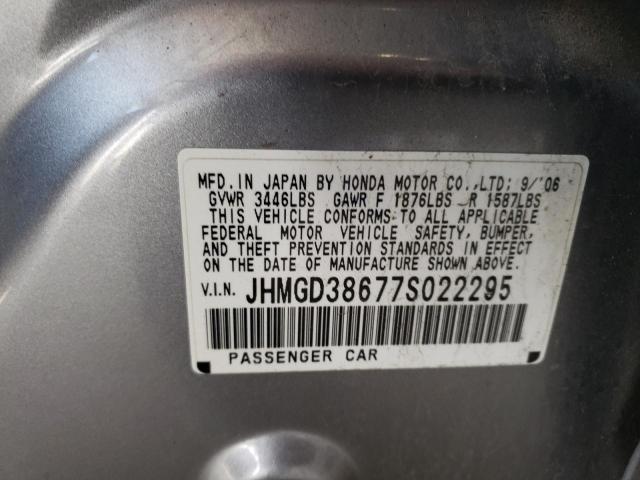 MFD. IN JAPAN BY HONDA MOTOR CO.,LTD; 9/'06
GVWR 3446LBS GAWR F 1876LBS R 1587LBS
THIS VEHICLE CONFORMS TO ALL APPLICABLE
FEDERAL MOTOR VEHICLE SAFETY, BUMPER,
AND THEFT PREVENTION STANDARDS IN EFFECT
ON THE DATE OF MANUFACTURE SHOWN ABOVE.
V.I.N. JHMGD38677S022295
PASSENGER CAR